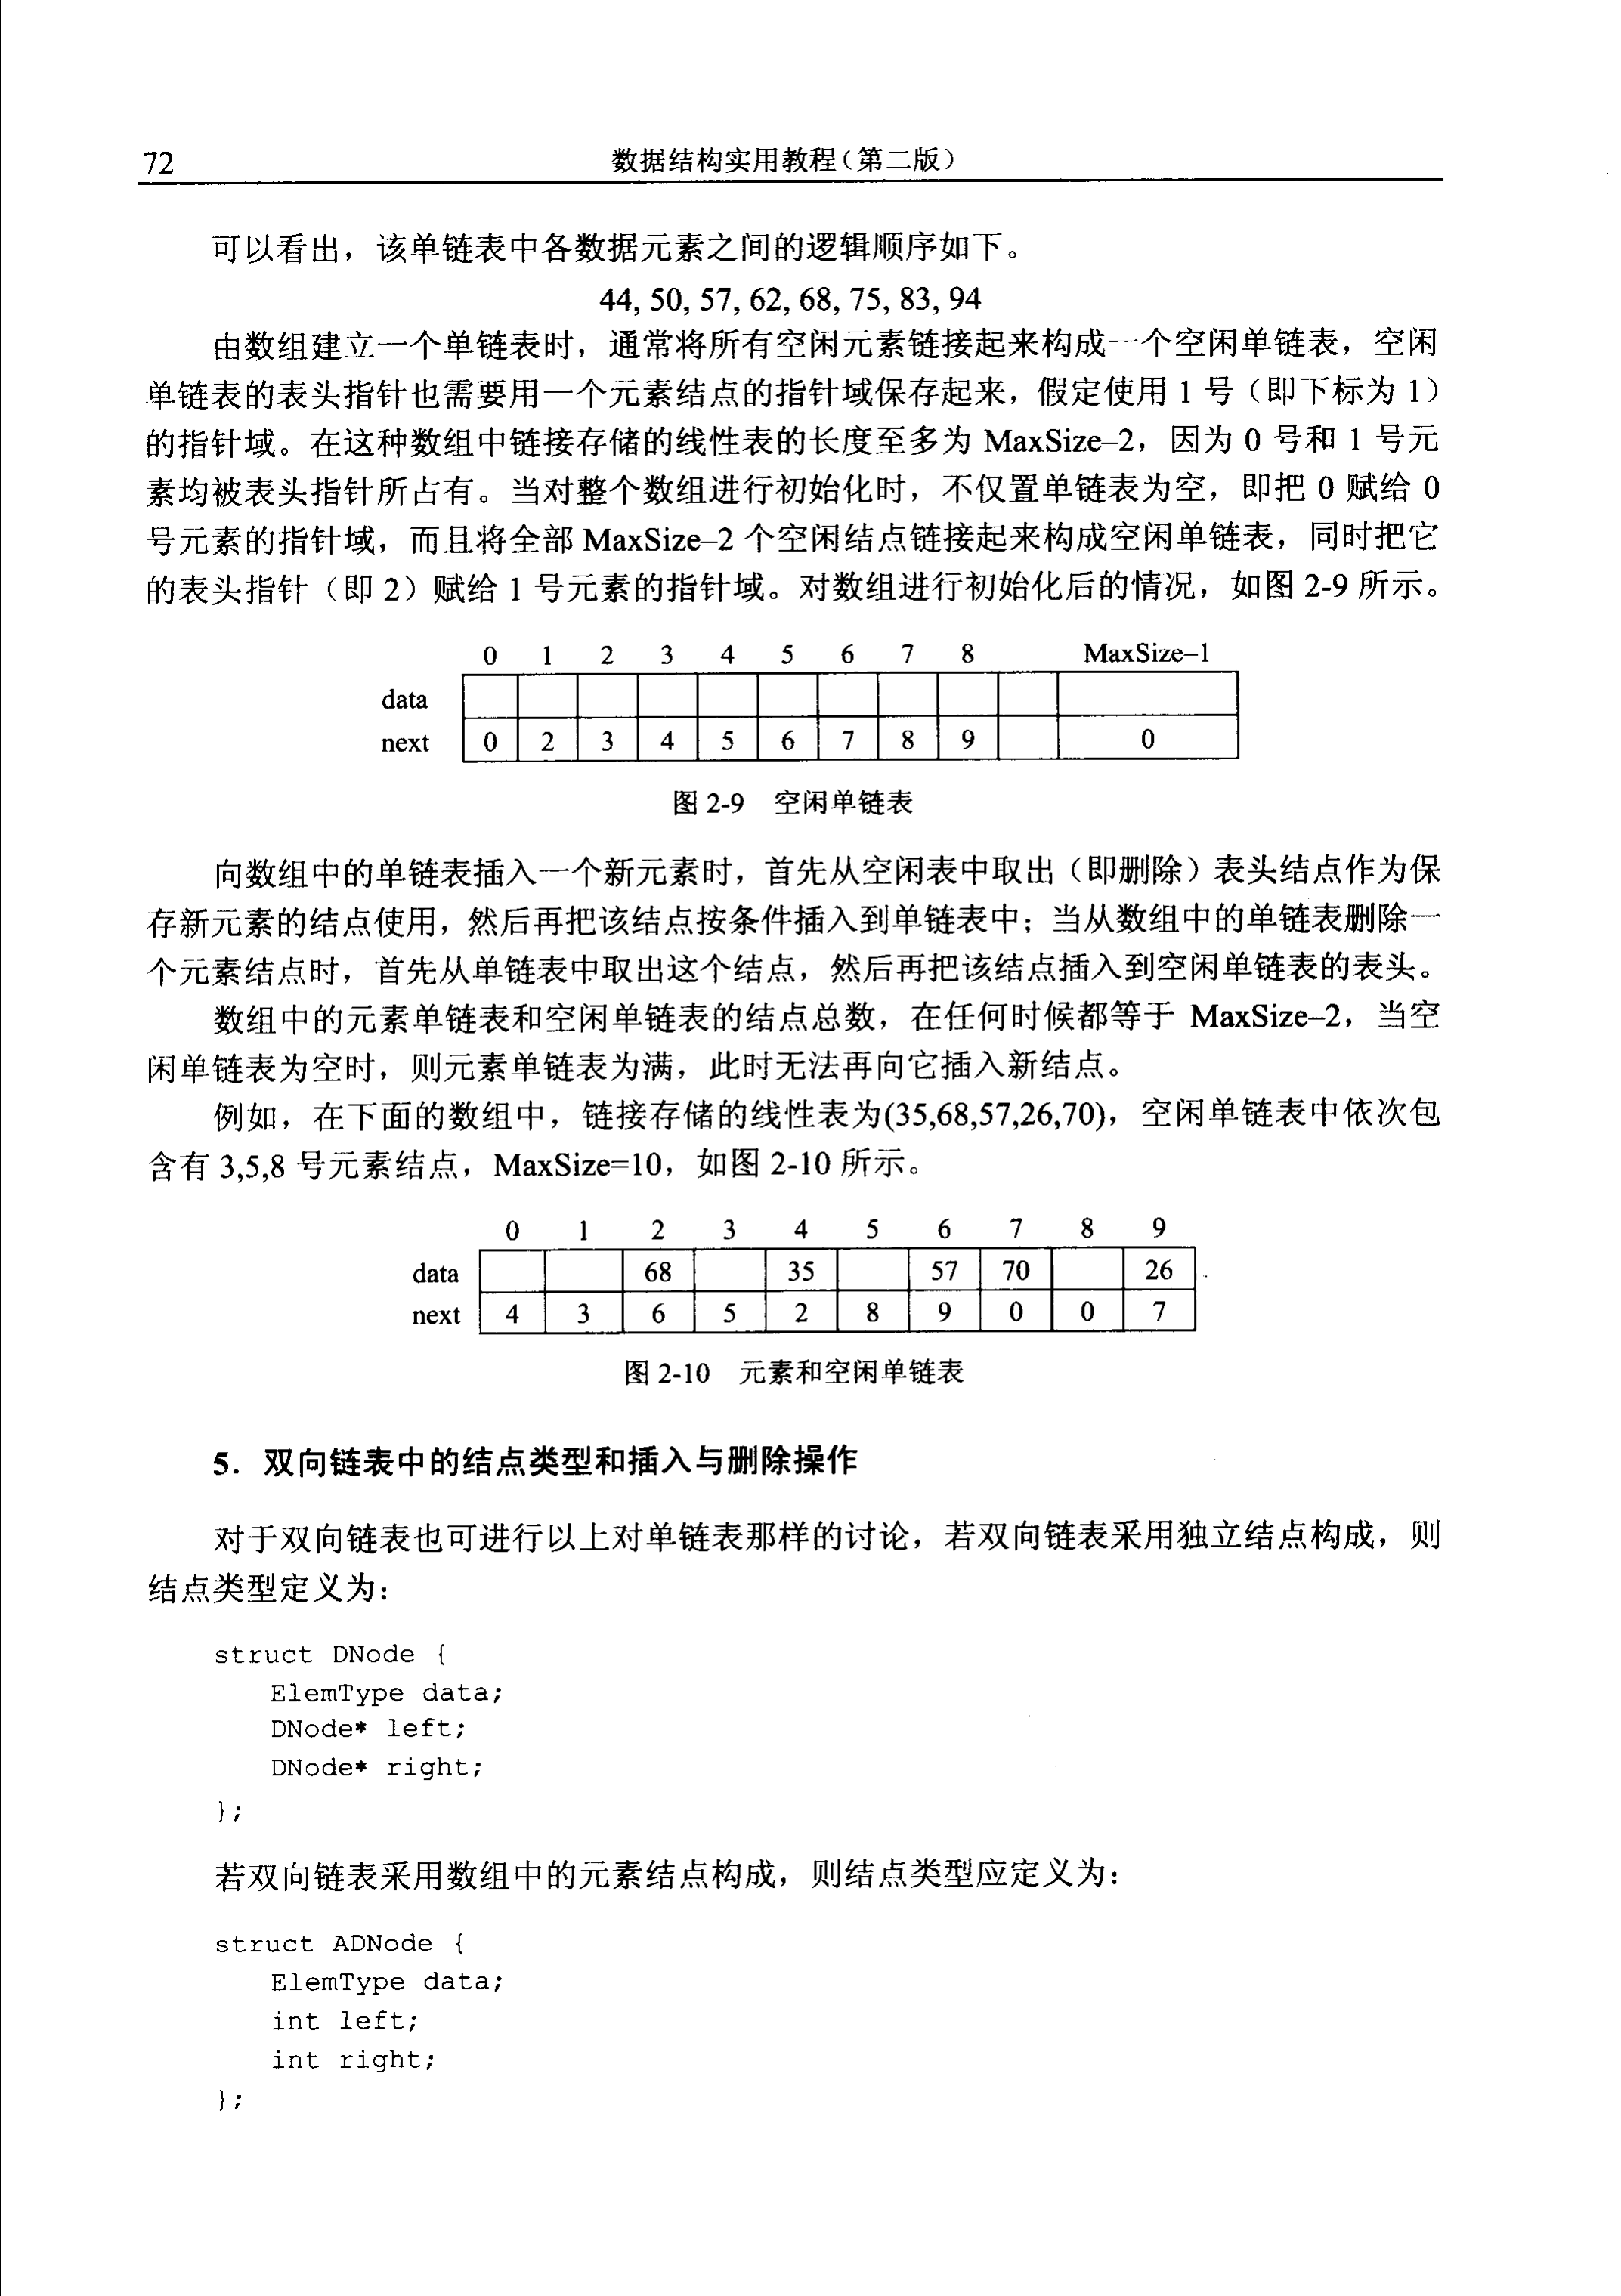 72
数据结构实用教程（第二版）
可以看出，该单链表中各数据元素之间的逻辑顺序如下。
44, 50, 57, 62, 68, 75, 83, 94
由数组建立一个单链表时，通常将所有空闲元素链接起来构成一个空闲单链表，空闲
单链表的表头指针也需要用一个元素结点的指针域保存起来，假定使用 1 号（即下标为 1）
的指针域。在这种数组中链接存储的线性表的长度至多为 MaxSize–2，因为 0 号和 1 号元
素均被表头指针所占有。当对整个数组进行初始化时，不仅置单链表为空，即把 0 赋给 0
号元素的指针域，而且将全部 MaxSize–2 个空闲结点链接起来构成空闲单链表，同时把它
的表头指针（即 2）赋给 1 号元素的指针域。对数组进行初始化后的情况，如图 2-9 所示。
0 1 2 3 4 5 6 7 8 MaxSize–1
data
next 0 2 3 4 5 6 7 8 9 0
图 2-9 空闲单链表
向数组中的单链表插入一个新元素时，首先从空闲表中取出（即删除）表头结点作为保
存新元素的结点使用，然后再把该结点按条件插入到单链表中；当从数组中的单链表删除一
个元素结点时，首先从单链表中取出这个结点，然后再把该结点插入到空闲单链表的表头。
数组中的元素单链表和空闲单链表的结点总数，在任何时候都等于 MaxSize–2，当空
闲单链表为空时，则元素单链表为满，此时无法再向它插入新结点。
例如，在下面的数组中，链接存储的线性表为(35,68,57,26,70)，空闲单链表中依次包
含有 3,5,8 号元素结点，MaxSize=10，如图 2-10 所示。
0 1 2 3 4 5 6 7 8 9
data 68 35 57 70 26
next 4 3 6 5 2 8 9 0 0 7
图 2-10 元素和空闲单链表
5．双向链表中的结点类型和插入与删除操作
对于双向链表也可进行以上对单链表那样的讨论，若双向链表采用独立结点构成，则
结点类型定义为：
struct DNode {
ElemType data;
DNode* left;
DNode* right;
};
若双向链表采用数组中的元素结点构成，则结点类型应定义为：
struct ADNode {
ElemType data;
int left;
int right;
};